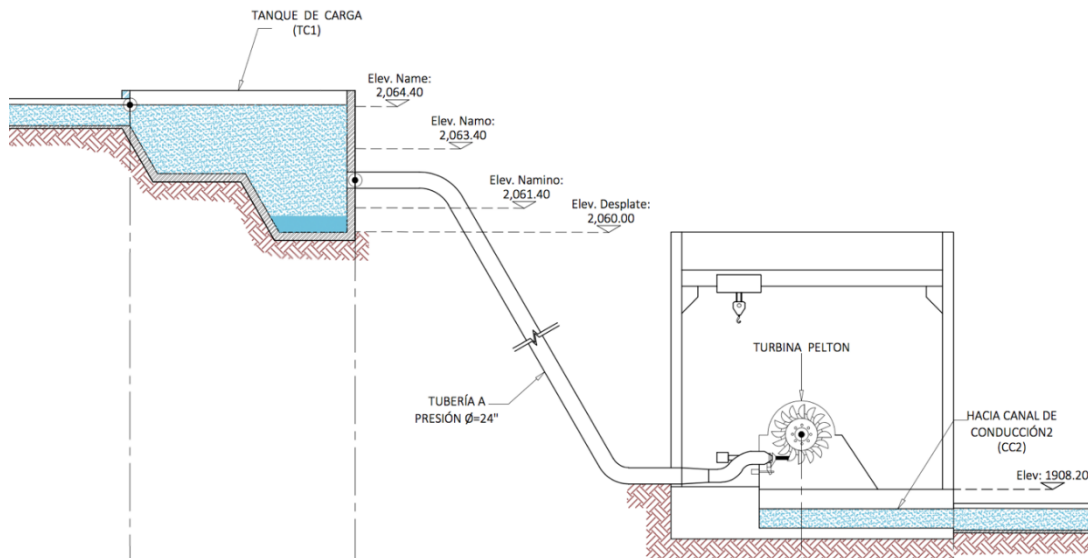 TANQUE DE CARGA
(TC1)
Elev. Name:
2,064.40
Elev. Namo:
2,063.40
Elev. Namino:
2,061.40
Elev. Desplate:
2,060.00
TURBINA PELTON
TUBERÍA A
PRESIÓN Ø=24"
HACIA CANAL DE
CONDUCCIÓN2
(CC2)
Elev: 1908.20